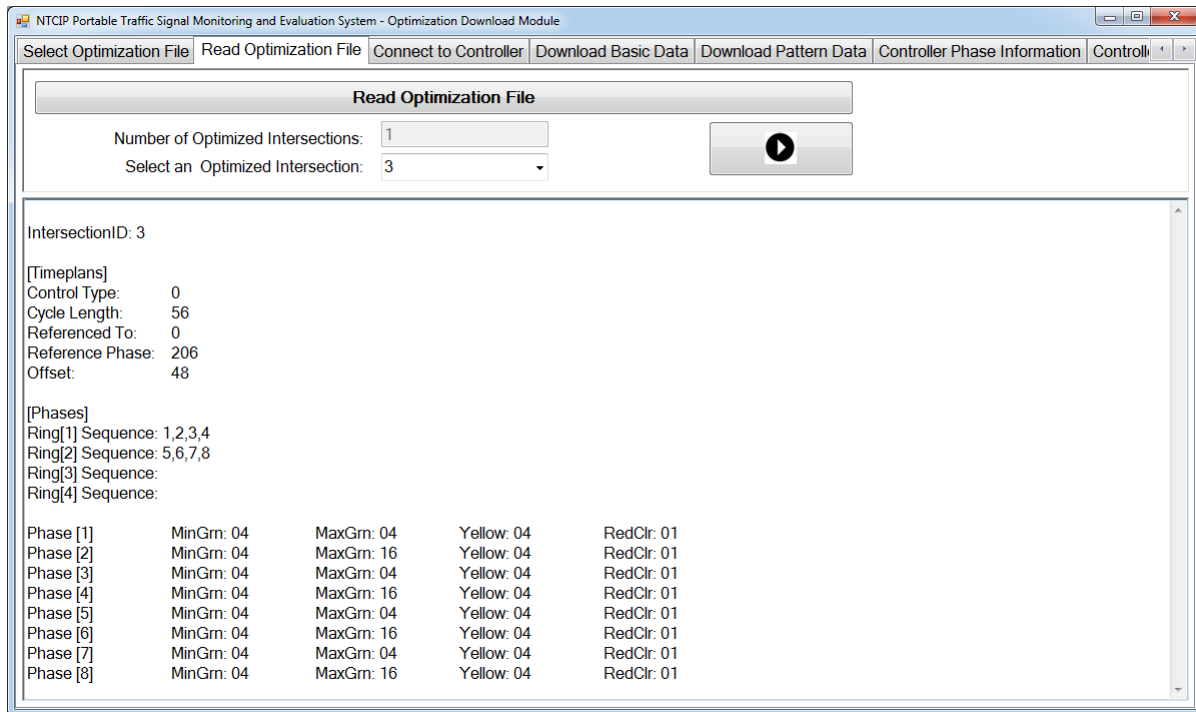 NTCIP Portable Traffic Signal Monitoring and Evaluation System - Optimization Download Module
Select Optimization File Read Optimization File Connect to Controller Download Basic Data Download Pattern Data Controller Phase Information Controlle
Read Optimization File
Number of Optimized Intersections: 1
Select an Optimized Intersection: 3
IntersectionID: 3
[Timeplans]
Control Type: 0
Cycle Length: 56
Referenced To: 0
Reference Phase: 206
Offset: 48
[Phases]
Ring[1] Sequence: 1,2,3,4
Ring[2] Sequence: 5,6,7,8
Ring[3] Sequence:
Ring[4] Sequence:
Phase [1] MinGrn: 04 MaxGrn: 04 Yellow: 04 RedClr: 01
Phase [2] MinGrn: 04 MaxGrn: 16 Yellow: 04 RedClr: 01
Phase [3] MinGrn: 04 MaxGrn: 04 Yellow: 04 RedClr: 01
Phase [4] MinGrn: 04 MaxGrn: 16 Yellow: 04 RedClr: 01
Phase [5] MinGrn: 04 MaxGrn: 04 Yellow: 04 RedClr: 01
Phase [6] MinGrn: 04 MaxGrn: 16 Yellow: 04 RedClr: 01
Phase [7] MinGrn: 04 MaxGrn: 04 Yellow: 04 RedClr: 01
Phase [8] MinGrn: 04 MaxGrn: 16 Yellow: 04 RedClr: 01